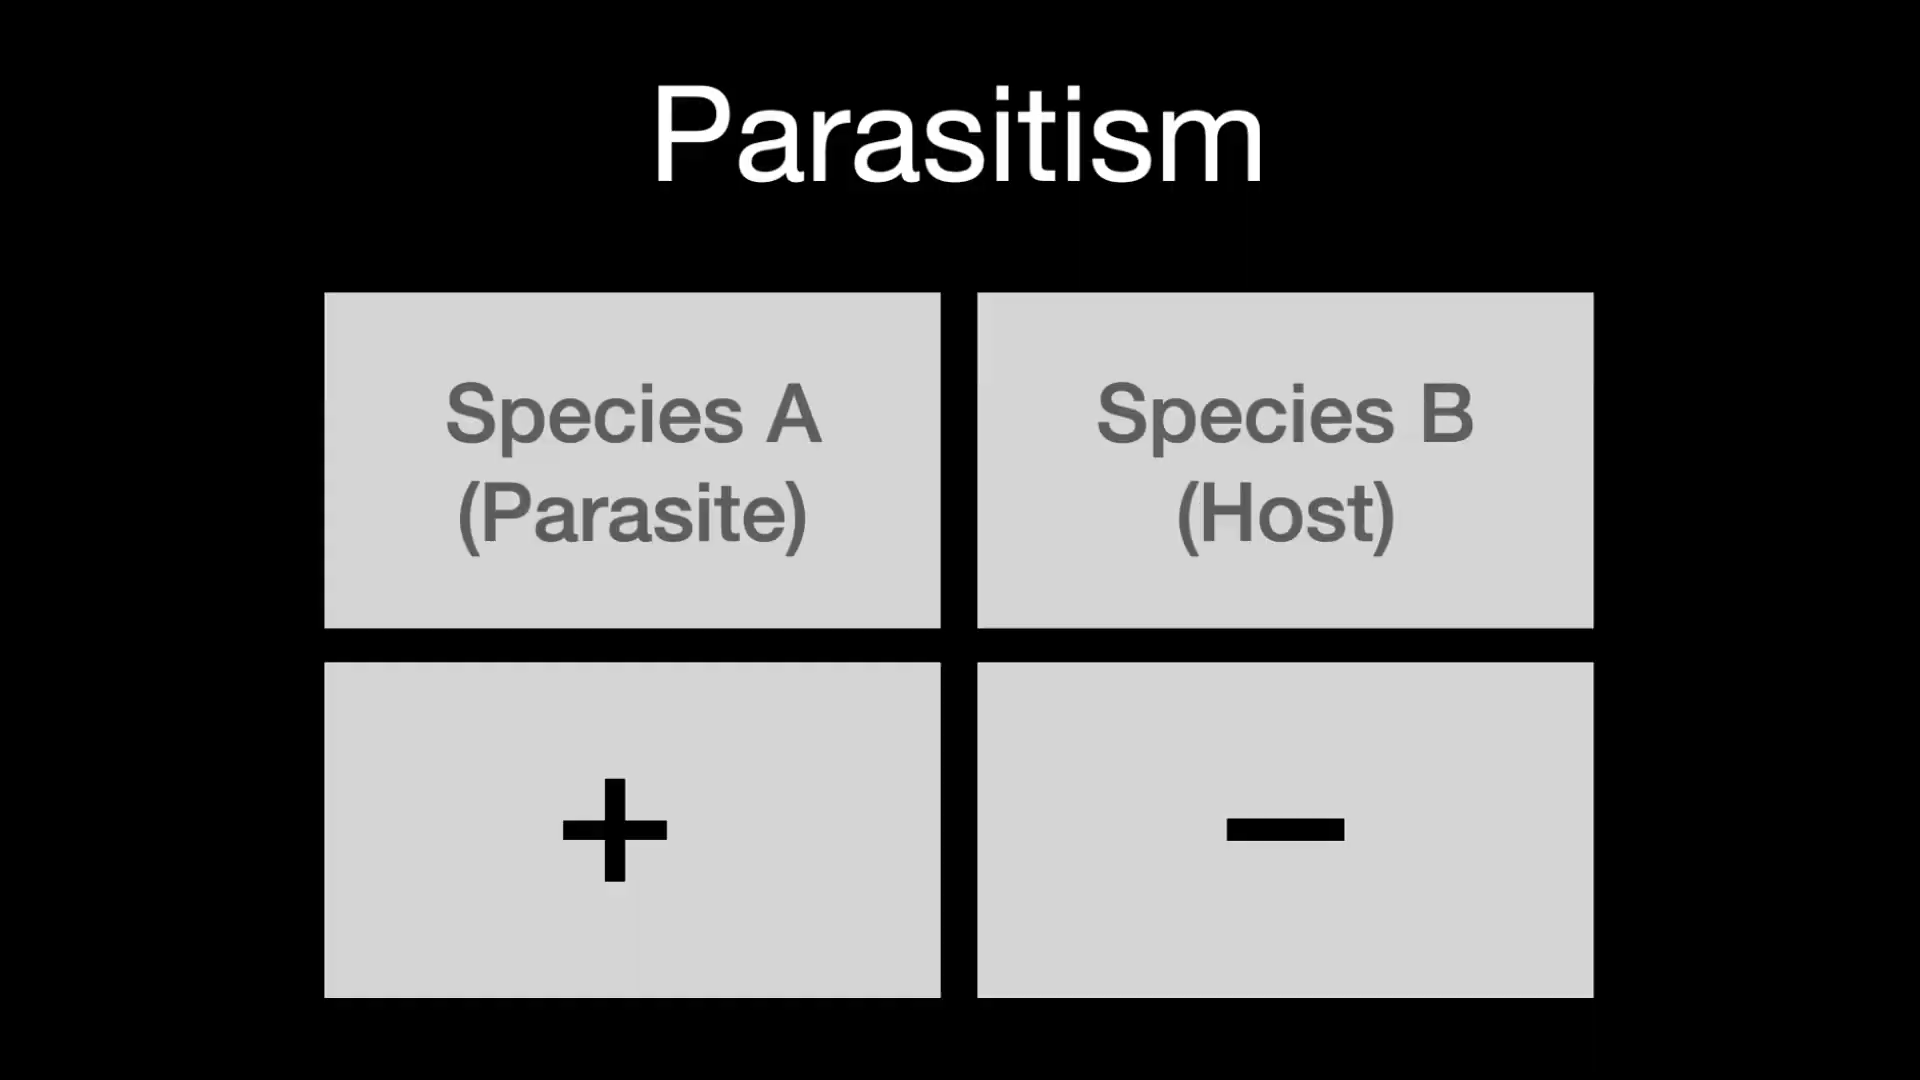 Parasitism
Species A
(Parasite)
Species B
(Host)
+
–